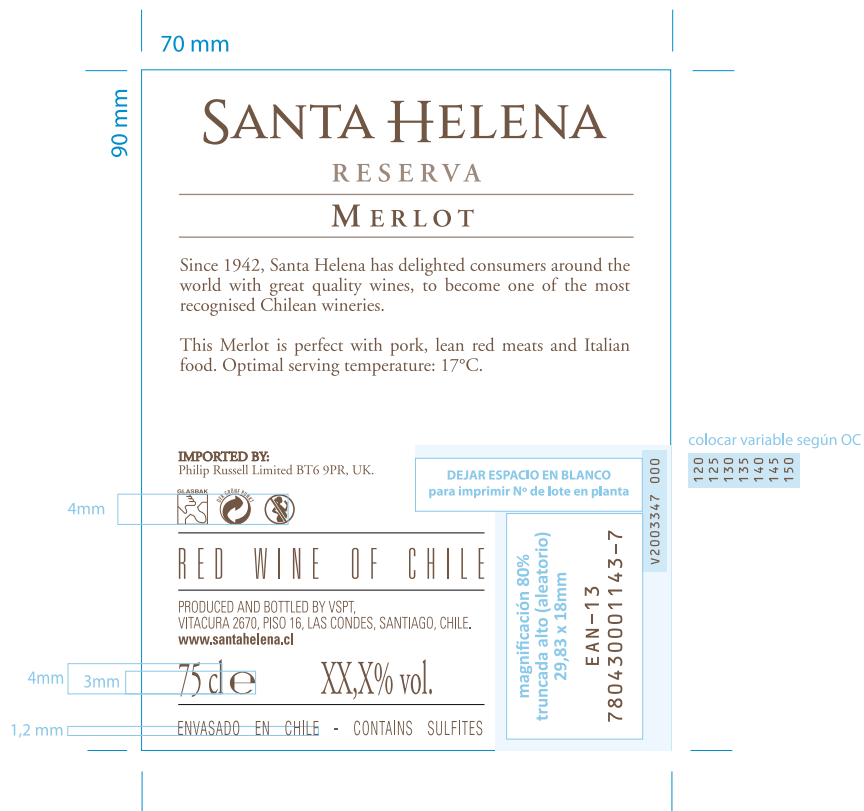 70 mm
90 mm
SANTA HELENA
RESERVA
MERLOT
Since 1942, Santa Helena has delighted consumers around the
world with great quality wines, to become one of the most
recognised Chilean wineries.
This Merlot is perfect with pork, lean red meats and Italian
food. Optimal serving temperature: 17°C.
IMPORTED BY:
Philip Russell Limited BT6 9PR, UK.
DEJAR ESPACIO EN BLANCO
para imprimir Nº de lote en planta
V2003347 000
colocar variable según OC
120
125
130
135
140
145
150
4mm
GLASBAK
DER GRÜNE PUNKT
RED WINE OF CHILE
PRODUCED AND BOTTLED BY VSPT,
VITACURA 2670, PISO 16, LAS CONDES, SANTIAGO, CHILE.
www.santahelena.cl
magnificación 80%
truncada alto (aleatorio)
29,83 x 18mm
EAN-13
780430001143-7
4mm
3mm
75 cl e XX,X% vol.
1,2 mm
ENVASADO EN CHILE - CONTAINS SULFITES